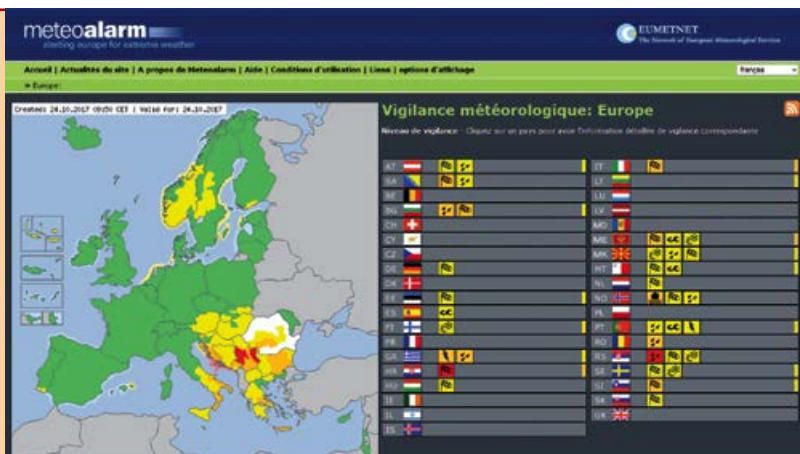 meteoalarm
alerting europe for extreme weather
EUMETNET
The Network of European Meteorological Services
Accueil | Actualités du site | A propos de Meteoalarm | Aide | Conditions d'utilisation | Liens | options d'affichage
français
» Europe:
Created: 24.10.2017 09:50 CET | Valid for: 24.10.2017
Vigilance météorologique: Europe
Niveau de vigilance - Cliquez sur un pays pour avoir l'information détaillée de vigilance correspondante
AT
IT
BA
LT
BE
LU
BG
LV
CH
MD
CY
ME
CZ
MK
DE
MT
DK
NL
EE
NO
ES
PL
FI
PT
FR
RO
GR
RS
HR
SE
HU
SI
IE
SK
IL
UK
IS